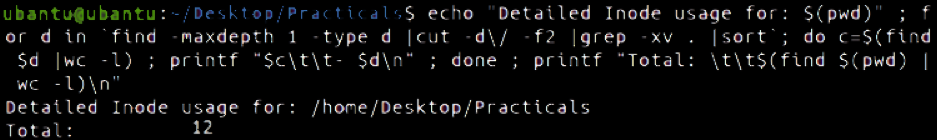 ubantu@ubantu:~/Desktop/Practicals$ echo "Detailed Inode usage for: $(pwd)" ; f
or d in `find -maxdepth 1 -type d |cut -d\/ -f2 |grep -xv . |sort`; do c=$(find
$d |wc -l) ; printf "$c\t\t- $d\n" ; done ; printf "Total: \t\t$(find $(pwd) |
wc -l)\n"
Detailed Inode usage for: /home/Desktop/Practicals
Total: 12